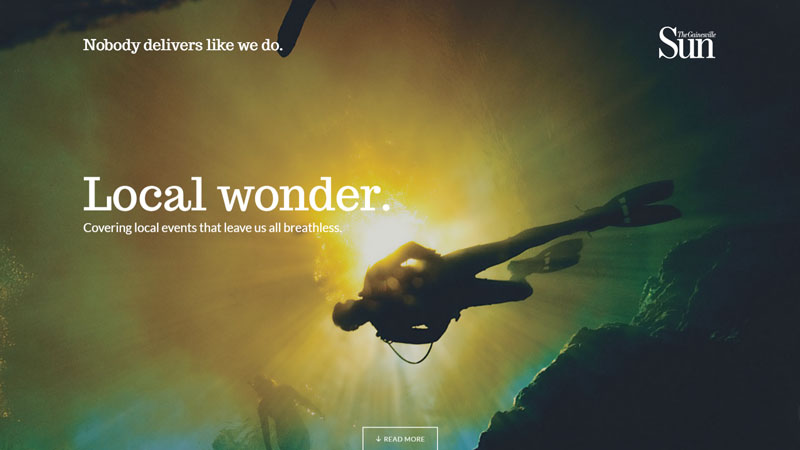 Nobody delivers like we do.
The Gainesville
Sun
Local wonder.
Covering local events that leave us all breathless.
↓ READ MORE